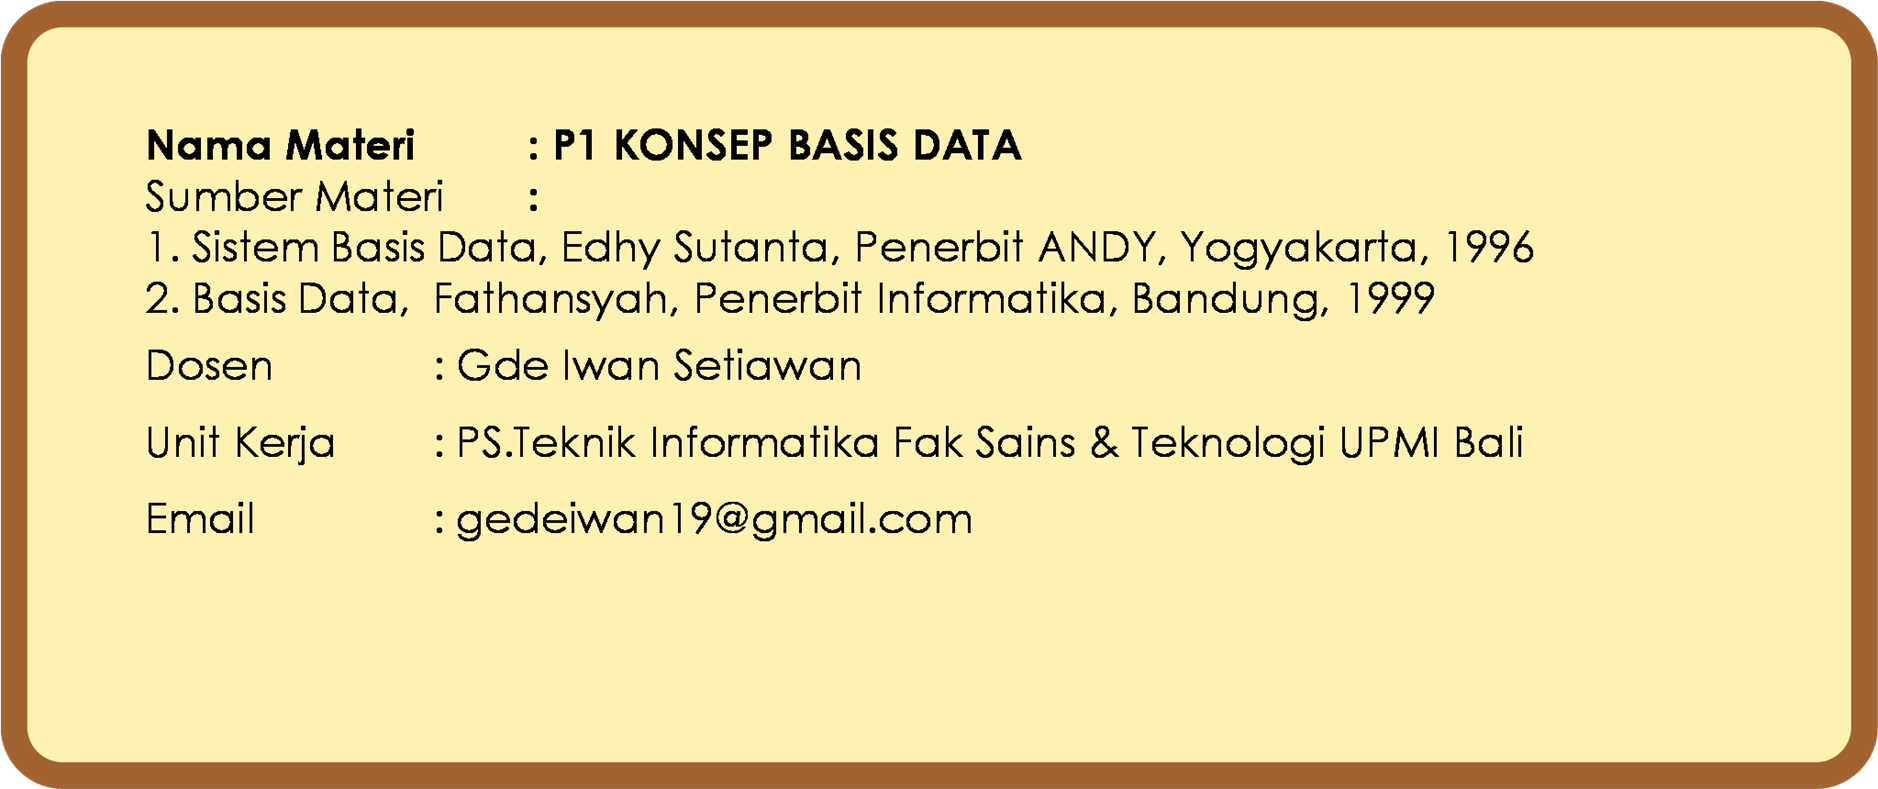 Nama Materi : P1 KONSEP BASIS DATA
Sumber Materi :
1. Sistem Basis Data, Edhy Sutanta, Penerbit ANDY, Yogyakarta, 1996
2. Basis Data, Fathansyah, Penerbit Informatika, Bandung, 1999
Dosen : Gde Iwan Setiawan
Unit Kerja : PS.Teknik Informatika Fak Sains & Teknologi UPMI Bali
Email : gedeiwan19@gmail.com